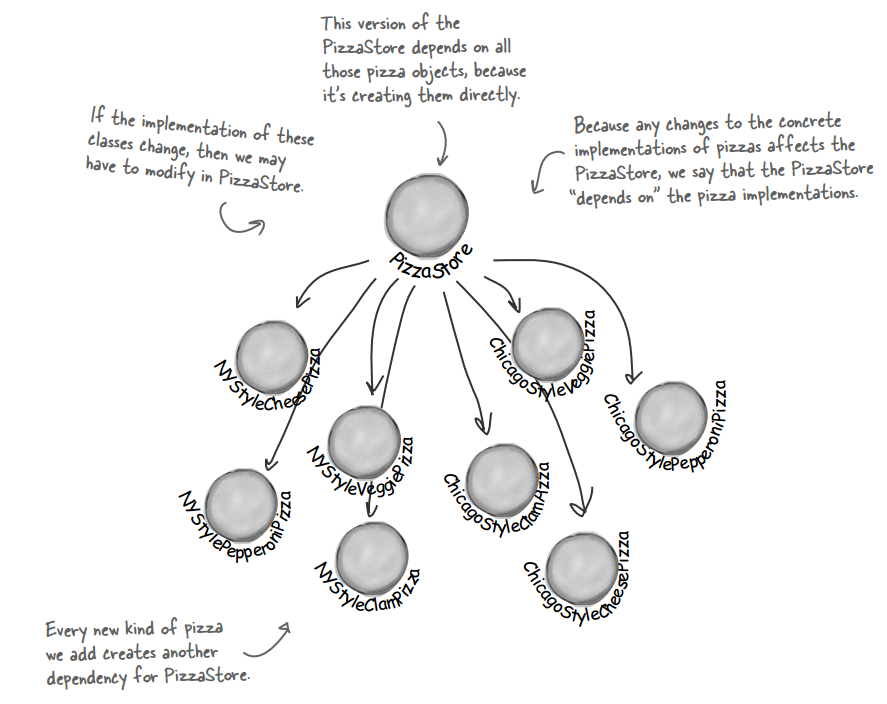 This version of the
PizzaStore depends on all
those pizza objects, because
it's creating them directly.
If the implementation of these
classes change, then we may
have to modify in PizzaStore.
Because any changes to the concrete
implementations of pizzas affects the
PizzaStore, we say that the PizzaStore
“depends on” the pizza implementations.
PizzaStore
NYStyleCheesePizza
ChicagoStyleVeggiePizza
ChicagoStylePepperoniPizza
NYStyleVeggiePizza
ChicagoStyleClamPizza
NYStylePepperoniPizza
NYStyleClamPizza
ChicagoStyleCheesePizza
Every new kind of pizza
we add creates another
dependency for PizzaStore.